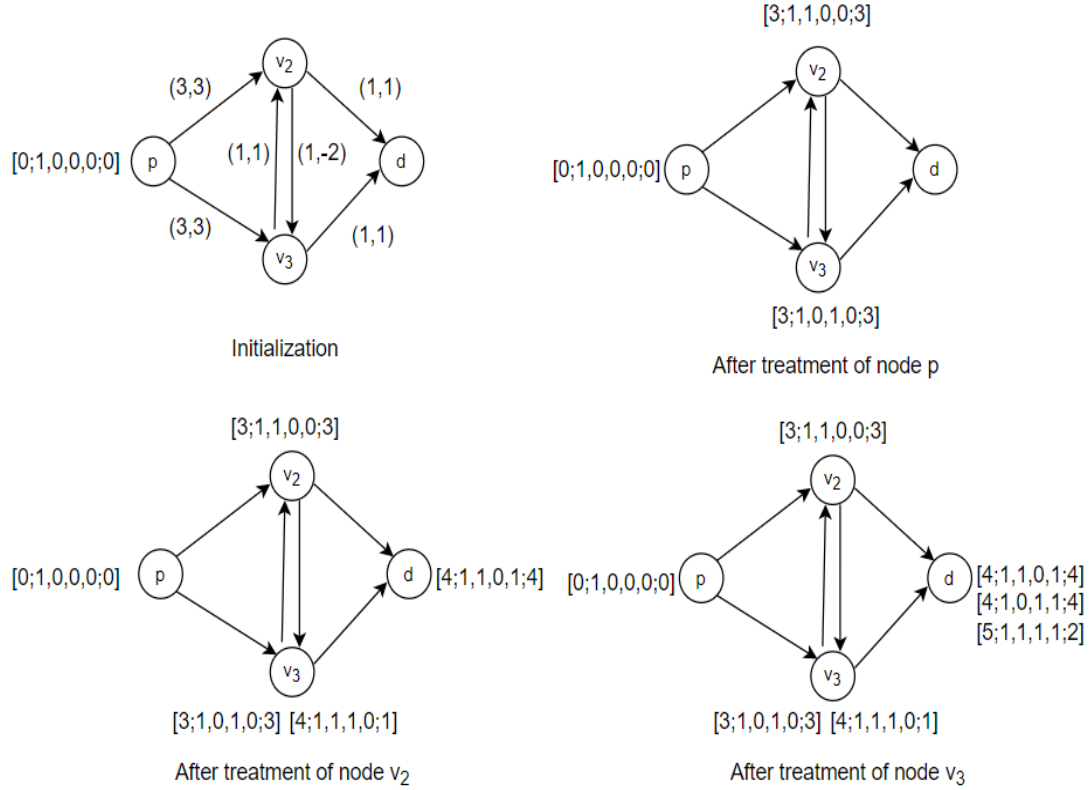 v2
(3,3)
(1,1)
[0;1,0,0,0;0]
p
(1,1)
(1,-2)
d
(3,3)
(1,1)
v3
Initialization
[3;1,1,0,0;3]
v2
[0;1,0,0,0;0]
p
d
v3
[3;1,0,1,0;3]
After treatment of node p
[3;1,1,0,0;3]
v2
[0;1,0,0,0;0]
p
d
[4;1,1,0,1;4]
v3
[3;1,0,1,0;3] [4;1,1,1,0;1]
After treatment of node v2
[3;1,1,0,0;3]
v2
[0;1,0,0,0;0]
p
d
[4;1,1,0,1;4]
[4;1,0,1,1;4]
[5;1,1,1,1;2]
v3
[3;1,0,1,0;3] [4;1,1,1,0;1]
After treatment of node v3